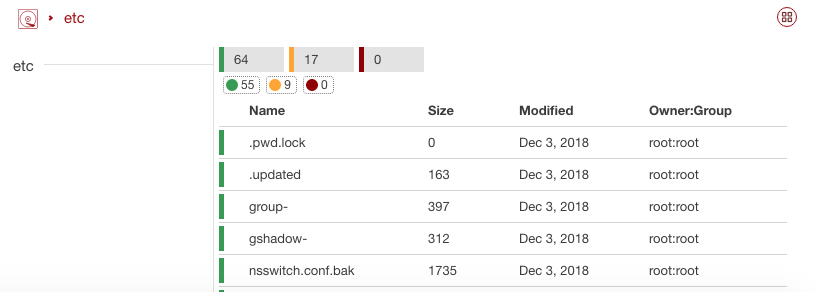 etc
etc
64 17 0
55 9 0
Name Size Modified Owner:Group
.pwd.lock 0 Dec 3, 2018 root:root
.updated 163 Dec 3, 2018 root:root
group- 397 Dec 3, 2018 root:root
gshadow- 312 Dec 3, 2018 root:root
nsswitch.conf.bak 1735 Dec 3, 2018 root:root